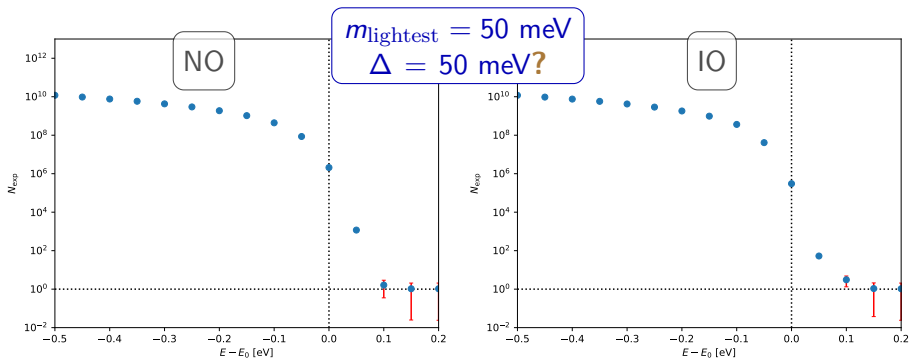 m_lightest = 50 meV
Δ = 50 meV?
NO
IO
10^12
10^10
10^8
10^6
10^4
10^2
10^0
10^−2
N_exp
−0.5 −0.4 −0.3 −0.2 −0.1 0.0 0.1 0.2
E − E_0 [eV]
10^12
10^10
10^8
10^6
10^4
10^2
10^0
10^−2
N_exp
−0.5 −0.4 −0.3 −0.2 −0.1 0.0 0.1 0.2
E − E_0 [eV]